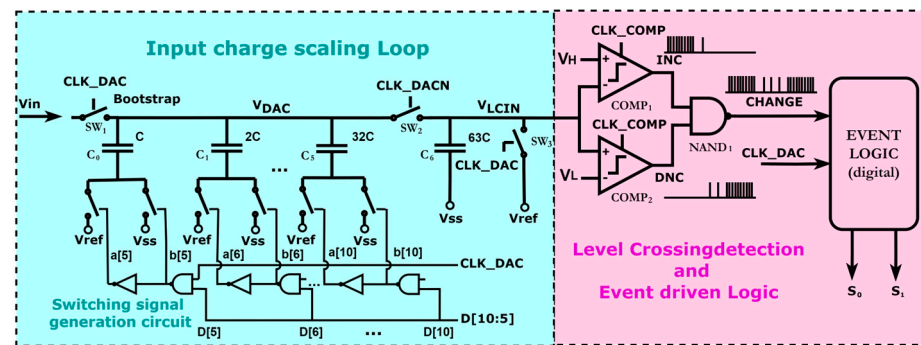 Input charge scaling Loop
CLK_DAC
Vin
Bootstrap
SW1
VDAC
CLK_DACN
SW2
VLCIN
C
C0
2C
C1
...
32C
C5
63C
C6
SW3
CLK_DAC
Vref
Vss
Vref
Vss
Vref
Vss
Vss
Vref
a[5]
b[5]
a[6]
b[6]
a[10]
b[10]
...
CLK_DAC
Switching signal
generation circuit
D[5]
D[6]
...
D[10]
D[10:5]
CLK_COMP
VH
+
-
INC
COMP1
CLK_COMP
VL
+
-
DNC
COMP2
NAND1
CHANGE
CLK_DAC
EVENT
LOGIC
(digital)
S0
S1
Level Crossingdetection
and
Event driven Logic